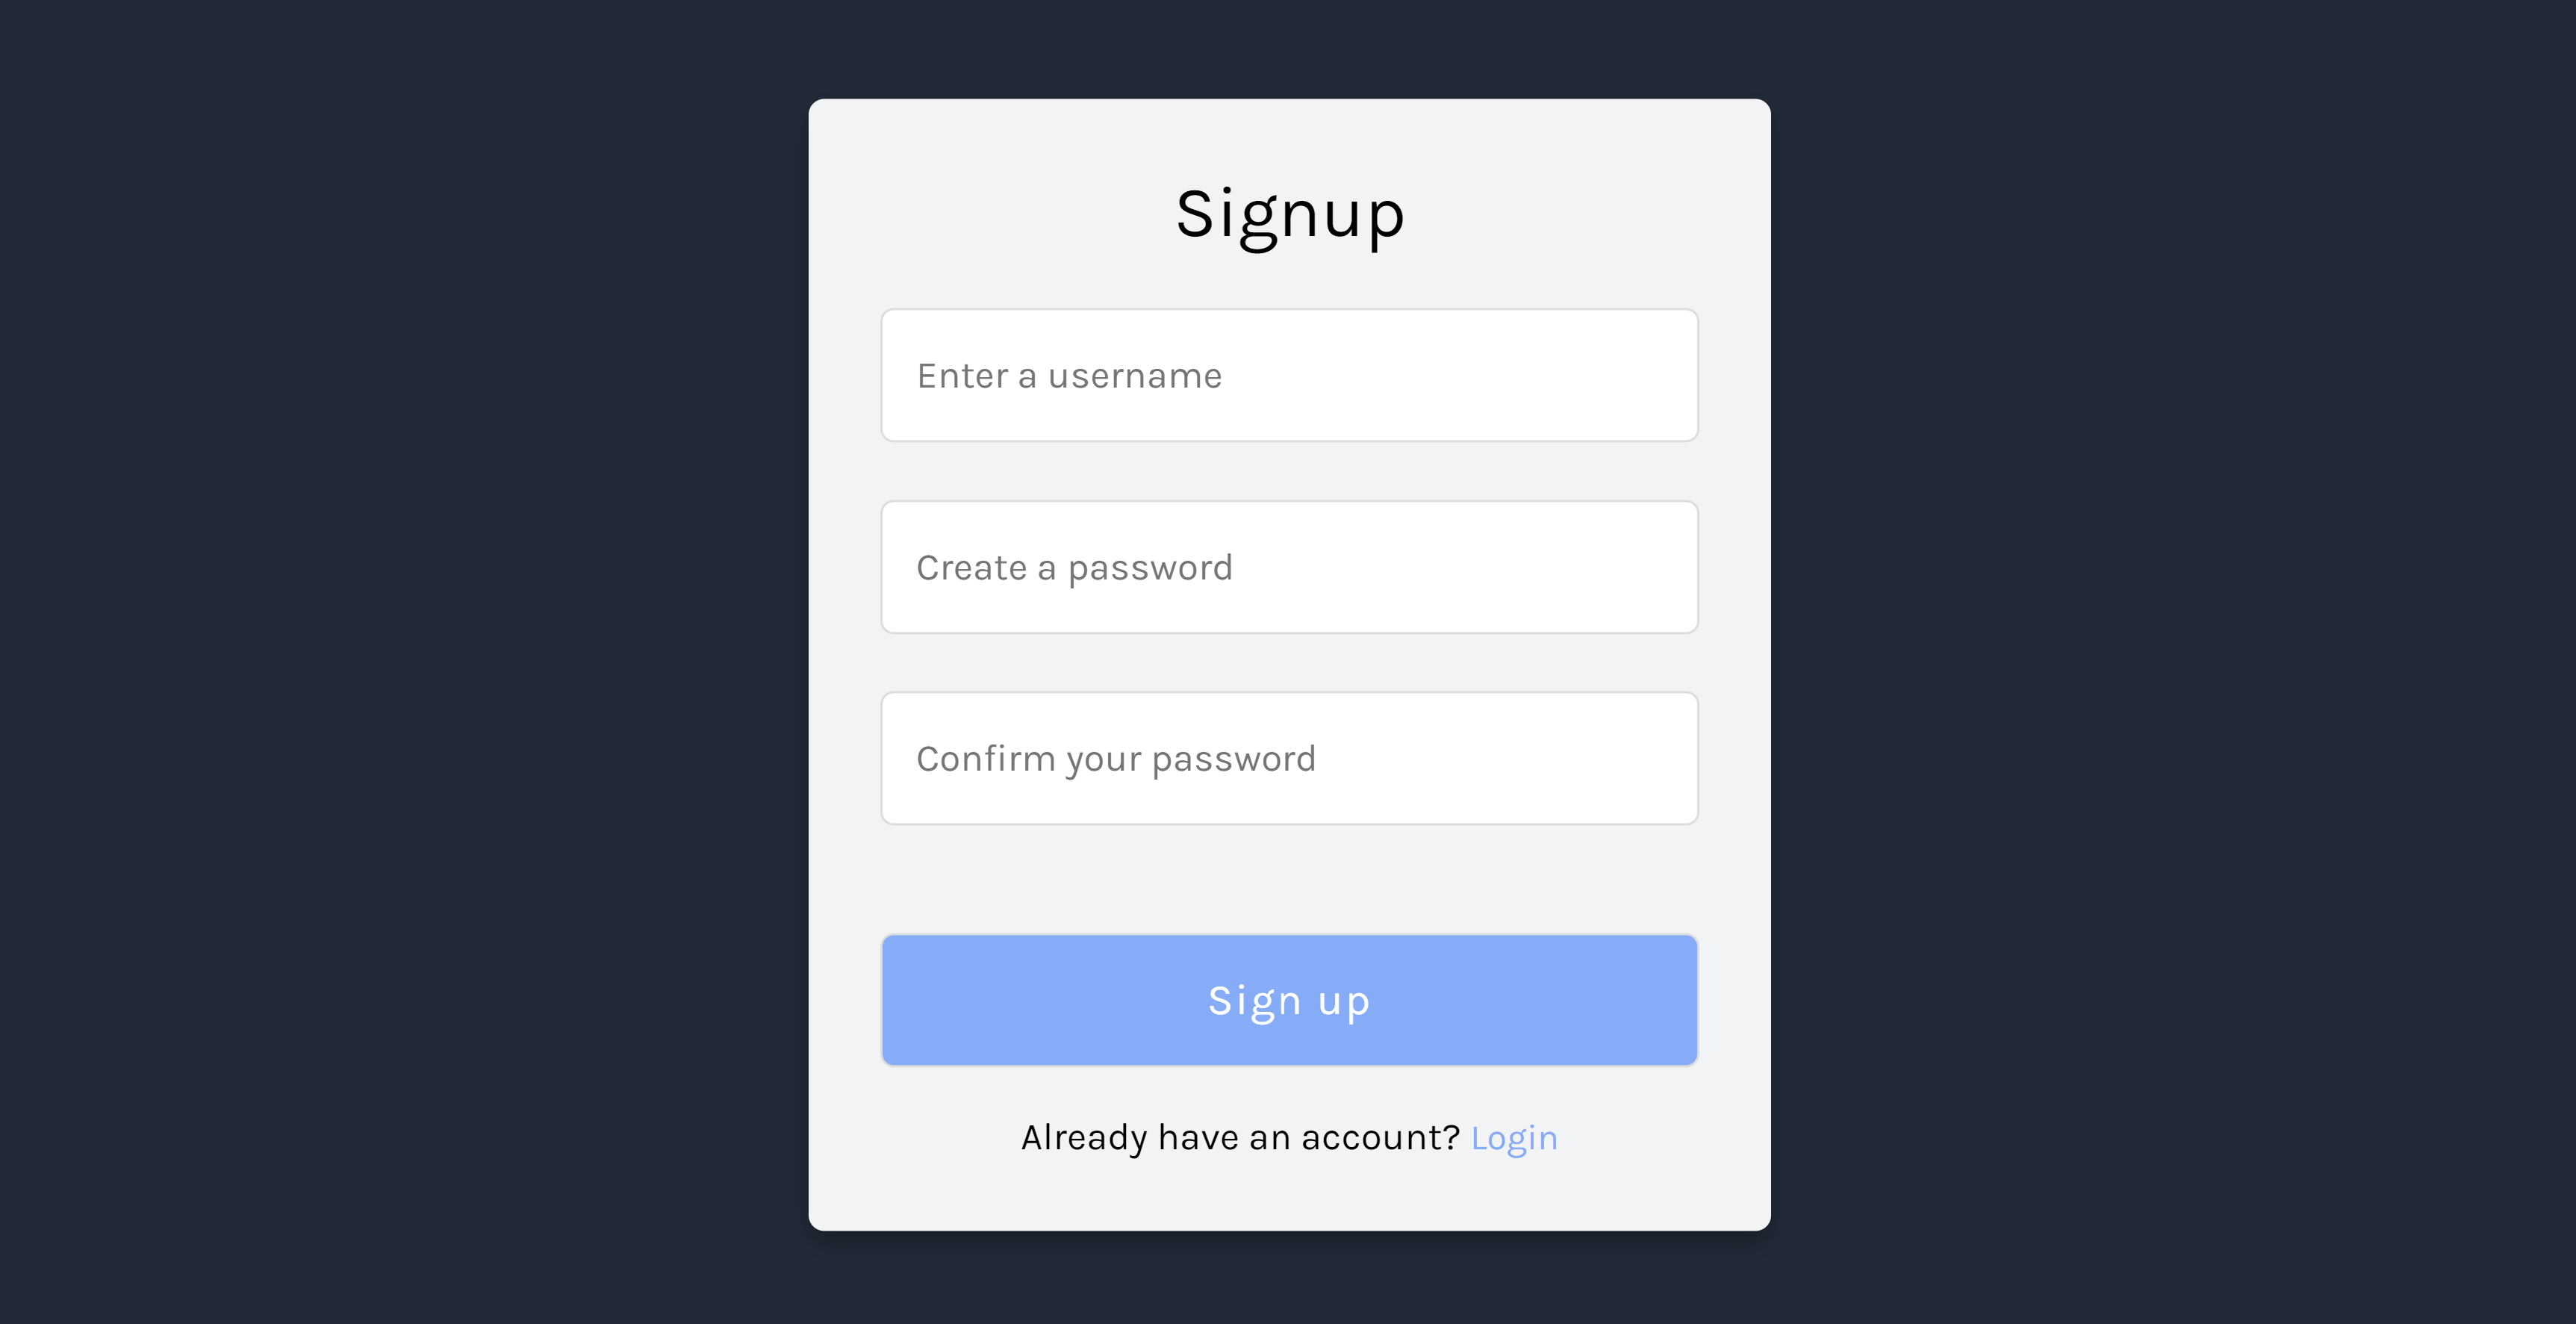 Signup
Enter a username
Create a password
Confirm your password
Sign up
Already have an account? Login